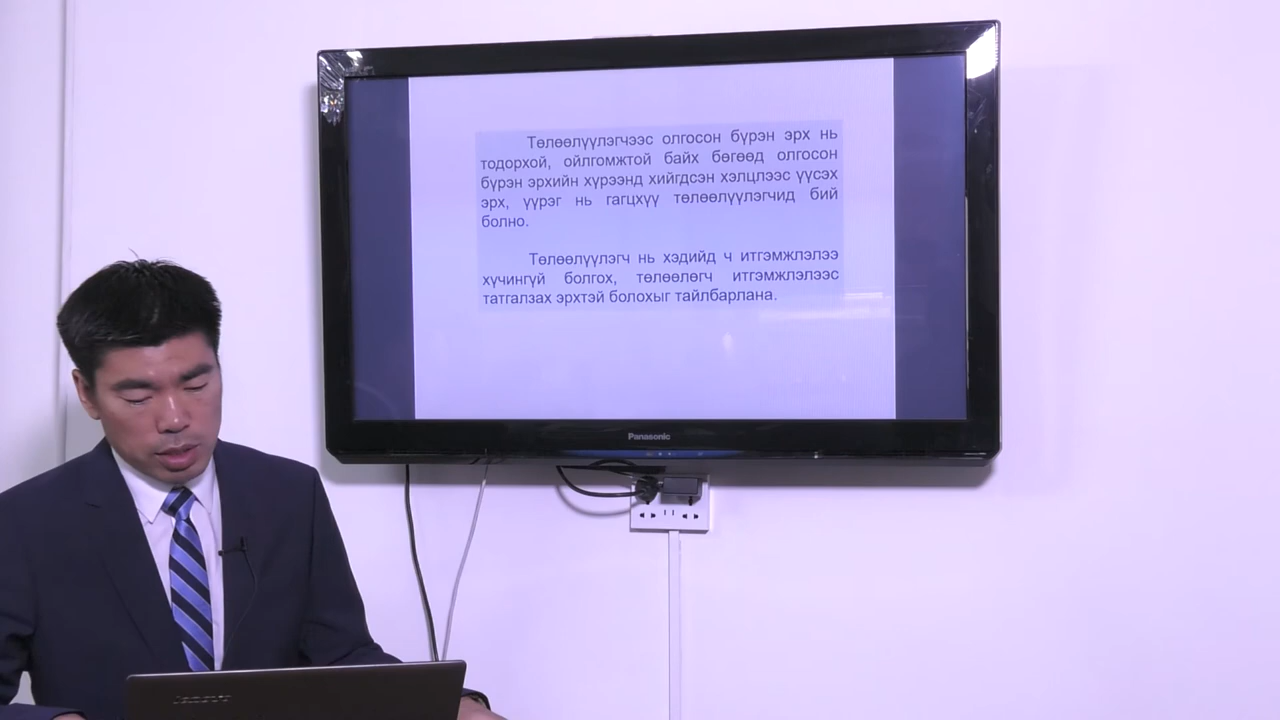 Төлөөлүүлэгчээс олгосон бүрэн эрх нь
тодорхой, ойлгомжтой байх бөгөөд олгосон
бүрэн эрхийн хүрээнд хийгдсэн хэлцлээс үүсэх
эрх, үүрэг нь гагцхүү төлөөлүүлэгчид бий
болно.
Төлөөлүүлэгч нь хэдийд ч итгэмжлэлээ
хүчингүй болгох, төлөөлөгч итгэмжлэлээс
татгалзах эрхтэй болохыг тайлбарлана.
Panasonic
lenovo